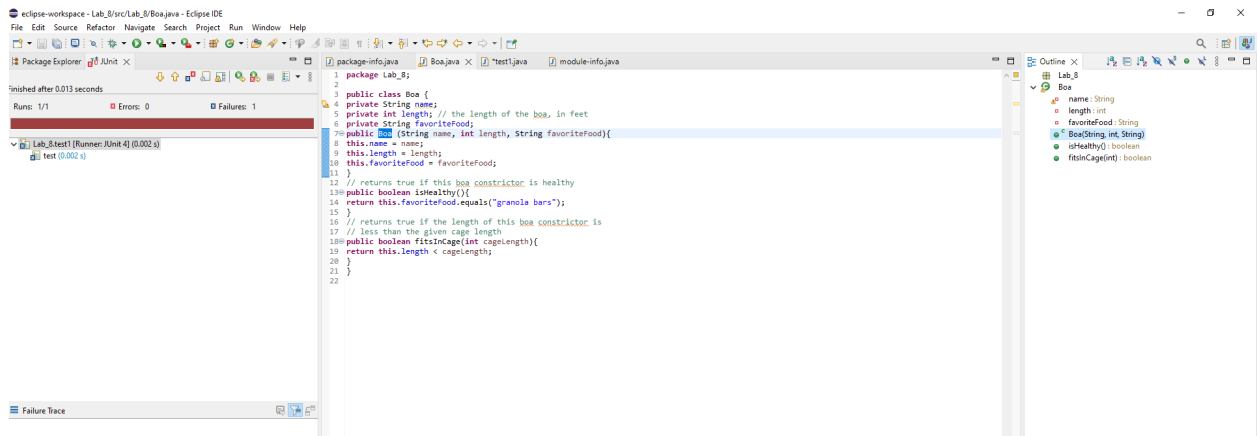 eclipse-workspace - Lab_8/src/Lab_8/Boa.java - Eclipse IDE
File Edit Source Refactor Navigate Search Project Run Window Help
Package Explorer JUnit
Finished after 0.013 seconds
Runs: 1/1 Errors: 0 Failures: 1
Lab_8.test1 [Runner: JUnit 4] (0.002 s)
test (0.002 s)
Failure Trace
package-info.java Boa.java *test1.java module-info.java
1 package Lab_8;
2
3 public class Boa {
4 private String name;
5 private int length; // the length of the boa, in feet
6 private String favoriteFood;
7 public Boa (String name, int length, String favoriteFood){
8 this.name = name;
9 this.length = length;
10 this.favoriteFood = favoriteFood;
11 }
12 // returns true if this boa constrictor is healthy
13 public boolean isHealthy(){
14 return this.favoriteFood.equals("granola bars");
15 }
16 // returns true if the length of this boa constrictor is
17 // less than the given cage length
18 public boolean fitsInCage(int cageLength){
19 return this.length < cageLength;
20 }
21 }
22
Outline
Lab_8
Boa
name : String
length : int
favoriteFood : String
Boa(String, int, String)
isHealthy() : boolean
fitsInCage(int) : boolean